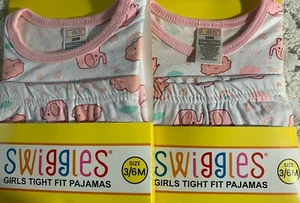 SWiggLeS®
GIRLS TIGHT FIT PAJAMAS
SIZE
3/6M
SWiggLeS®
GIRLS TIGHT FIT PAJAMAS
SIZE
3/6M